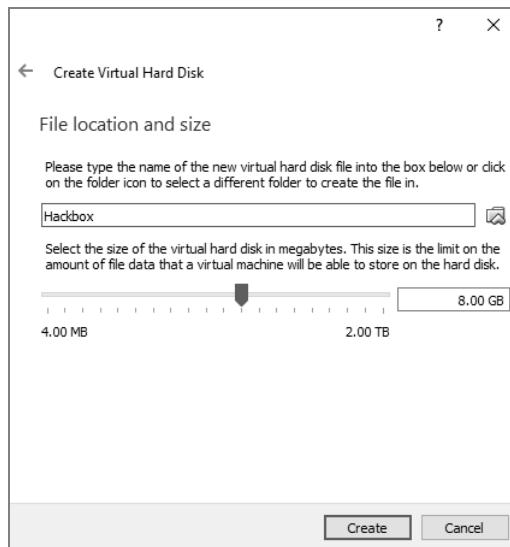 ?
Create Virtual Hard Disk
File location and size
Please type the name of the new virtual hard disk file into the box below or click
on the folder icon to select a different folder to create the file in.
Hackbox
Select the size of the virtual hard disk in megabytes. This size is the limit on the
amount of file data that a virtual machine will be able to store on the hard disk.
8.00 GB
4.00 MB 2.00 TB
Create Cancel